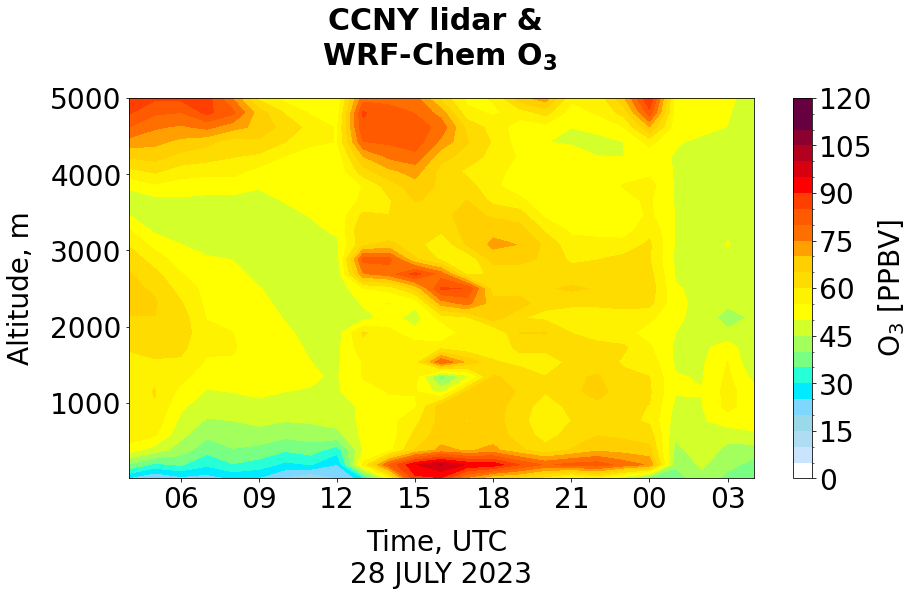 CCNY lidar &
WRF-Chem O₃
5000
4000
3000
2000
1000
Altitude, m
06 09 12 15 18 21 00 03
Time, UTC
28 JULY 2023
120
105
90
75
60
45
30
15
0
O₃ [PPBV]